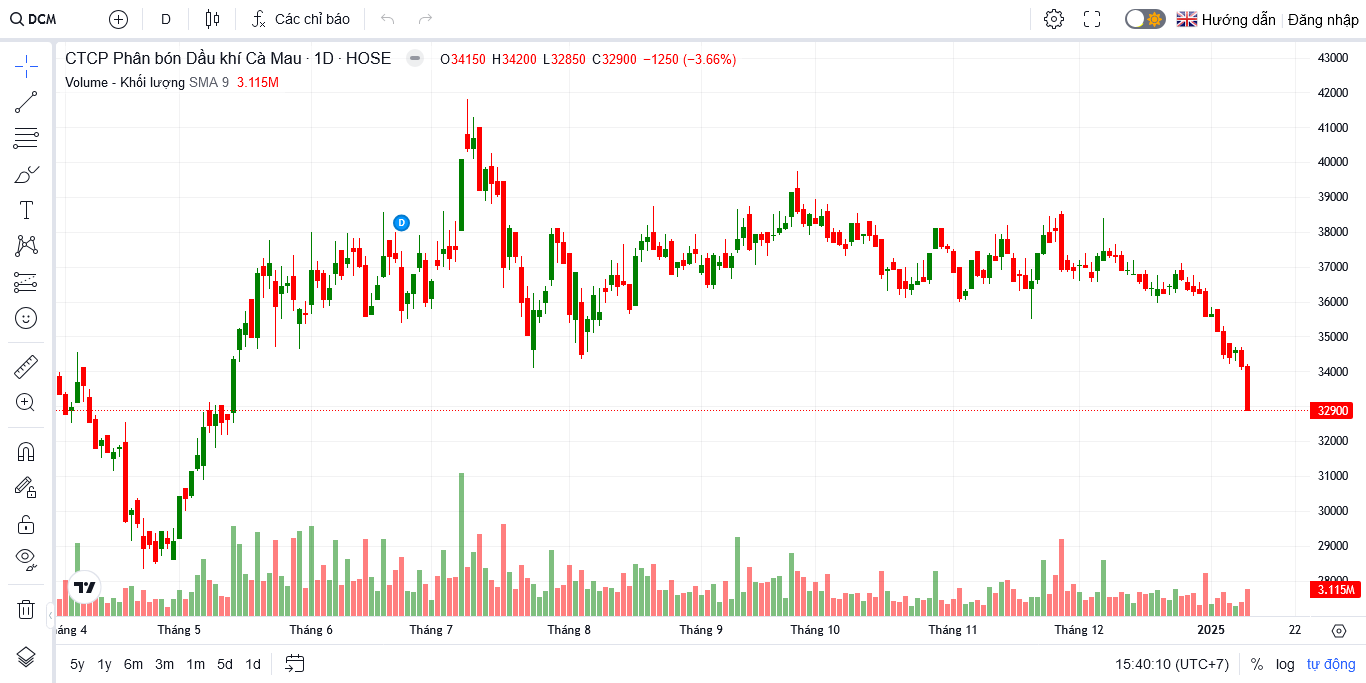 DCM D Các chỉ báo Hướng dẫn Đăng nhập
CTCP Phân bón Dầu khí Cà Mau · 1D · HOSE O34150 H34200 L32850 C32900 −1250 (−3.66%)
Volume - Khối lượng SMA 9 3.115M
D
43000
42000
41000
40000
39000
38000
37000
36000
35000
34000
32900
32000
31000
30000
29000
28000
3.115M
áng 4 Tháng 5 Tháng 6 Tháng 7 Tháng 8 Tháng 9 Tháng 10 Tháng 11 Tháng 12 2025 22
5y 1y 6m 3m 1m 5d 1d 15:40:10 (UTC+7) % log tự động